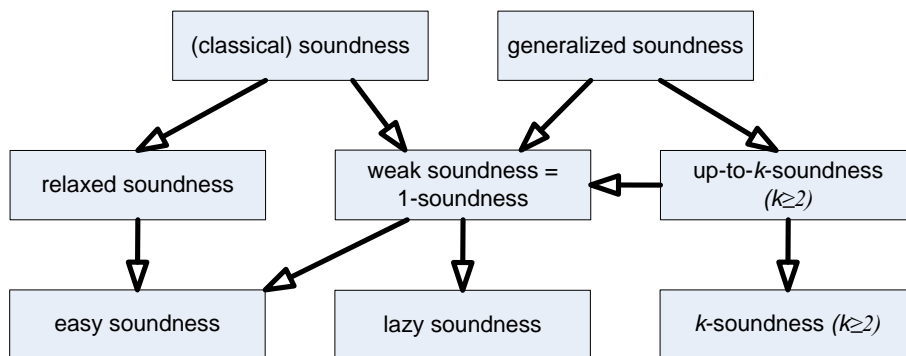 (classical) soundness
generalized soundness
relaxed soundness
weak soundness =
1-soundness
up-to-k-soundness
(k≥2)
easy soundness
lazy soundness
k-soundness (k≥2)